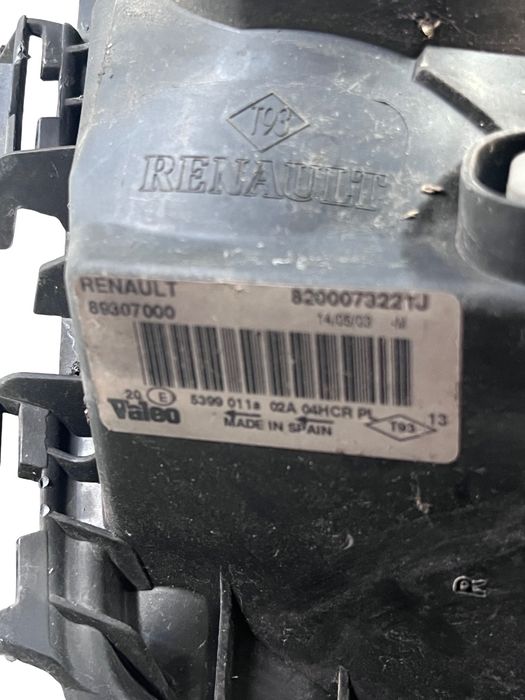 T93
RENAULT
RENAULT 8200073221J
89307000 14/05/03 -M
20 E 5399 011a 02A 04HCR PL 13
Valeo MADE IN SPAIN T93